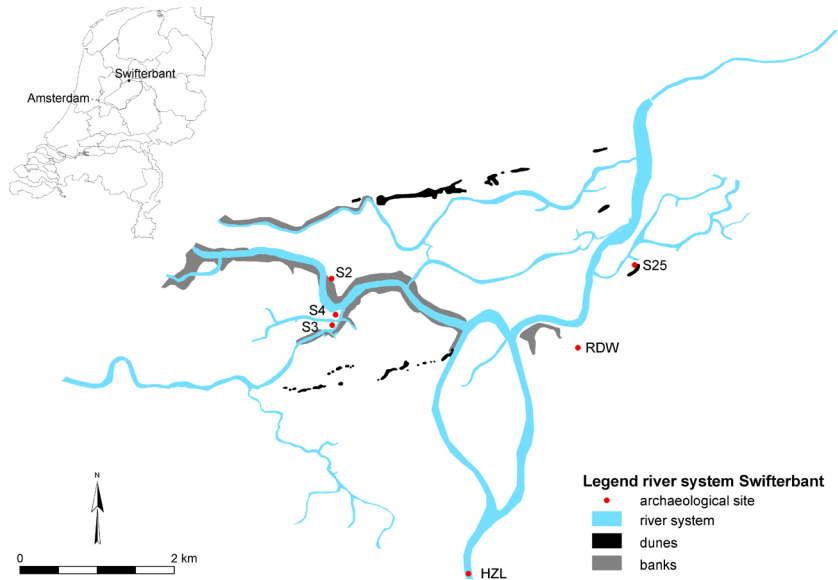 Swifterbant
Amsterdam
S2
S25
S4
S3
RDW
Legend river system Swifterbant
archaeological site
river system
dunes
banks
N
0 2 km
HZL